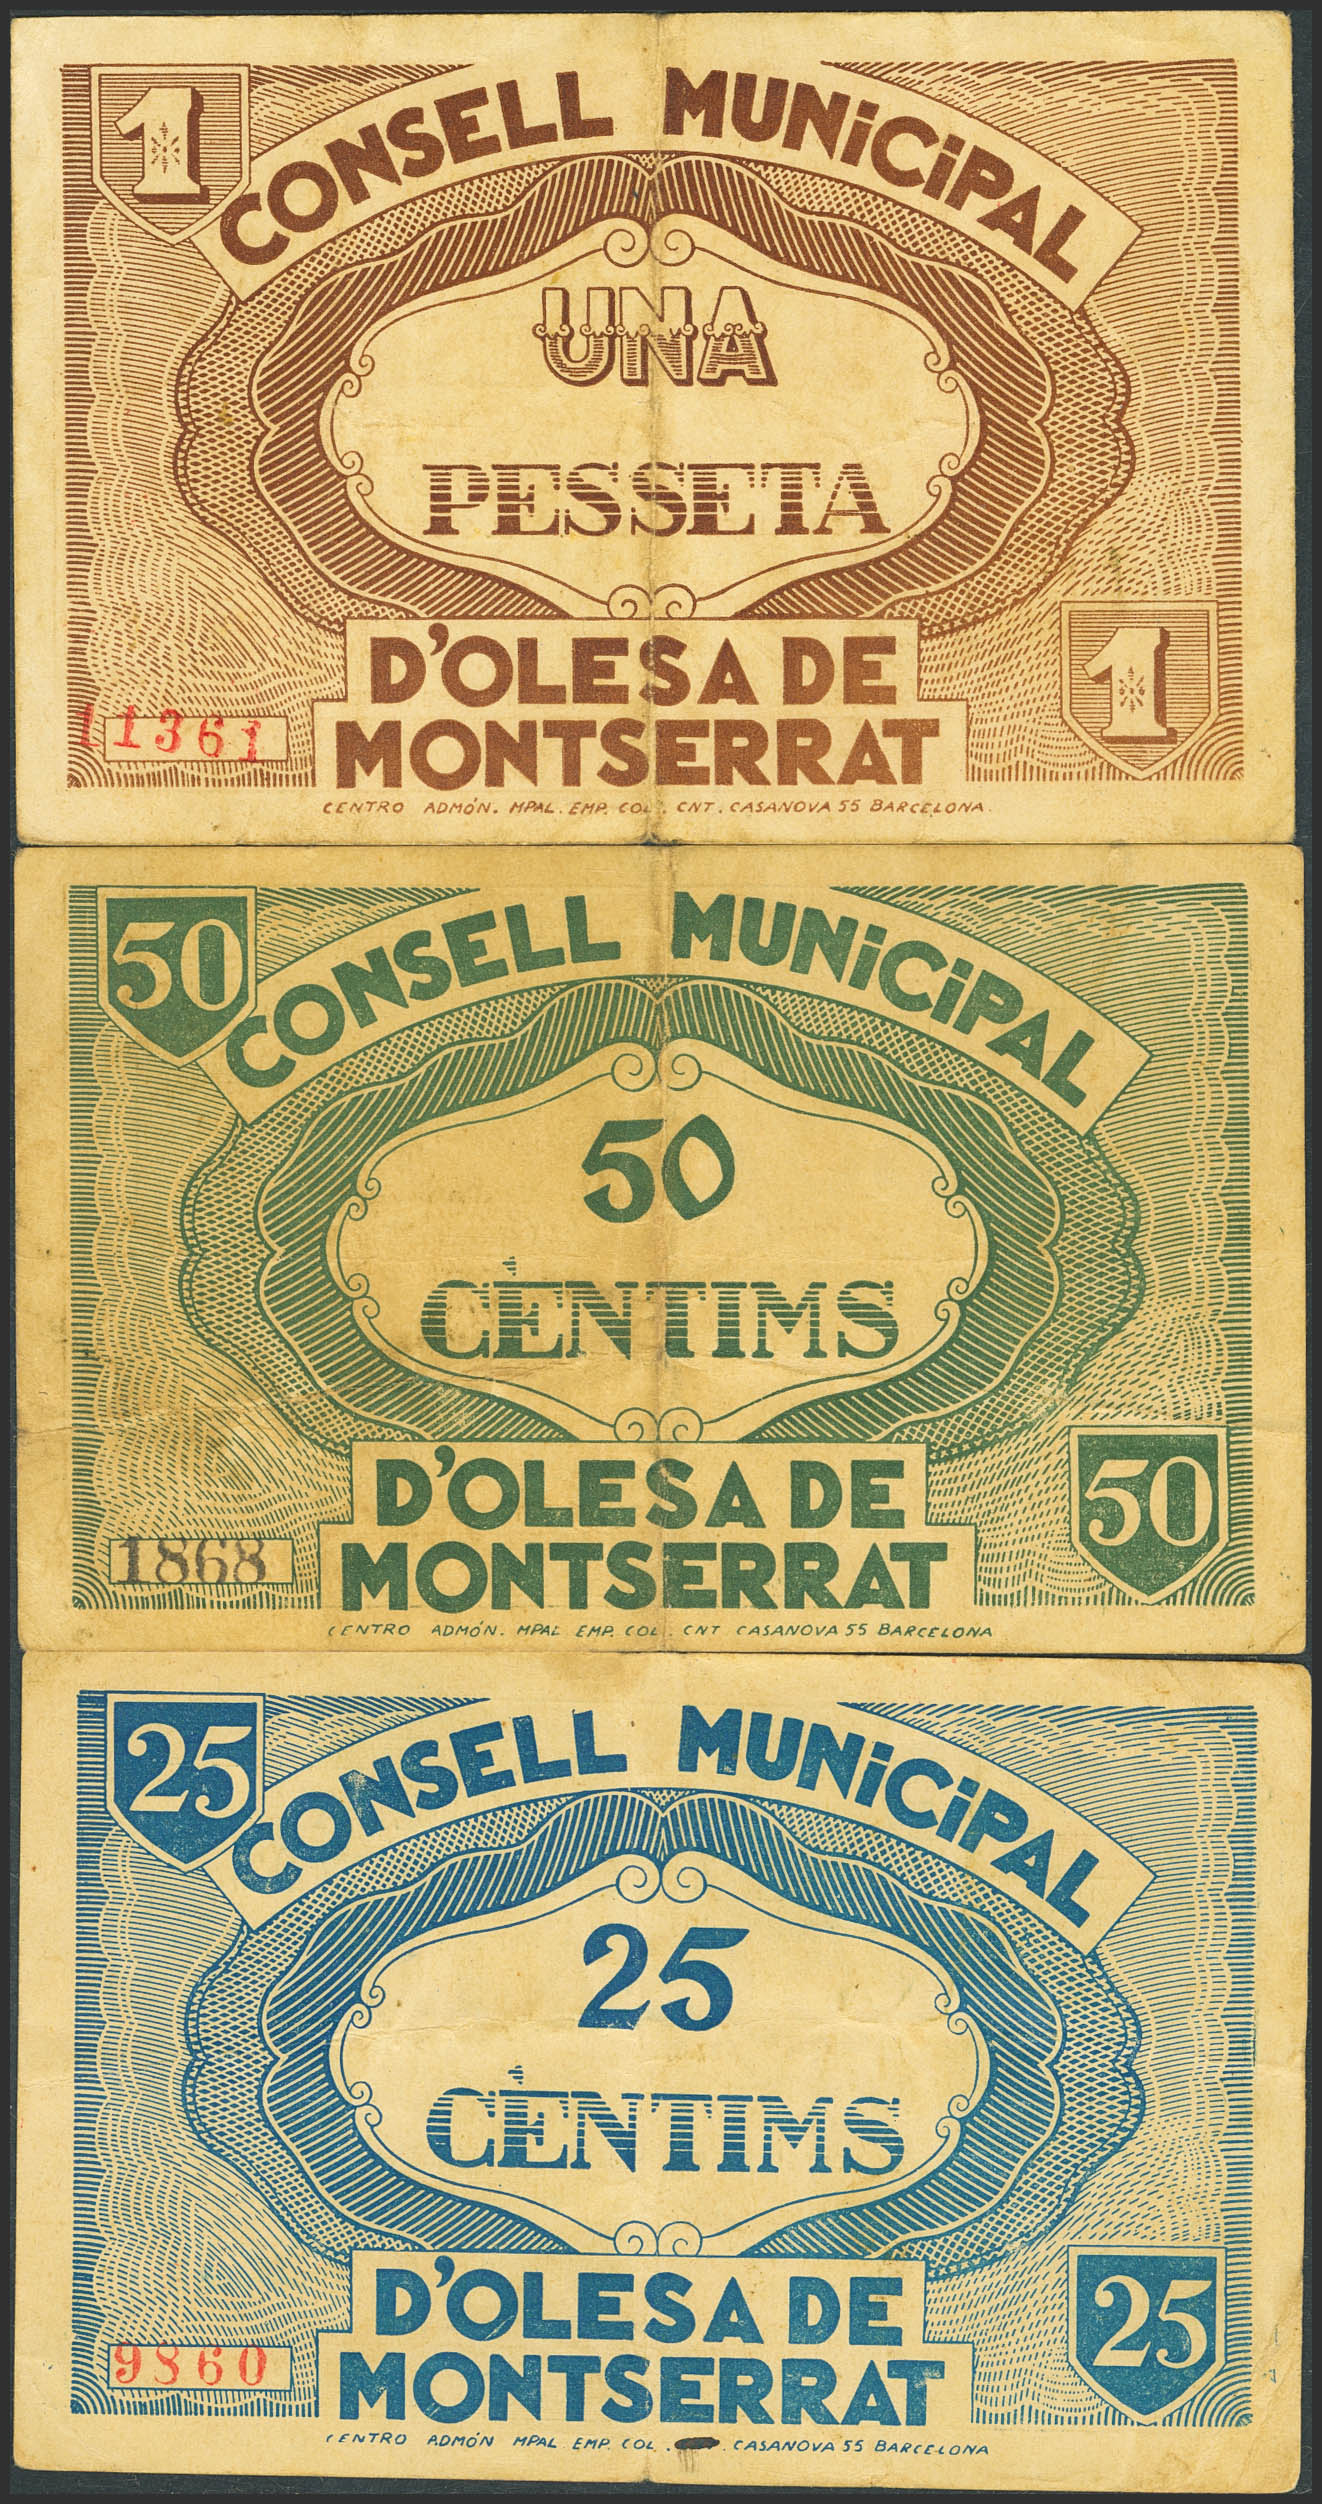 1
CONSELL MUNICIPAL
UNA
PESSETA
D'OLESA DE
MONTSERRAT
11361
1
CENTRO ADMÓN. MPAL. EMP. COL. CNT. CASANOVA 55 BARCELONA.
50
CONSELL MUNICIPAL
50
CÈNTIMS
D'OLESA DE
MONTSERRAT
1868
50
CENTRO ADMÓN. MPAL EMP. COL. CNT CASANOVA 55 BARCELONA
25
CONSELL MUNICIPAL
25
CÈNTIMS
D'OLESA DE
MONTSERRAT
9860
25
CENTRO ADMÓN MPAL EMP. COL. . CASANOVA 55 BARCELONA